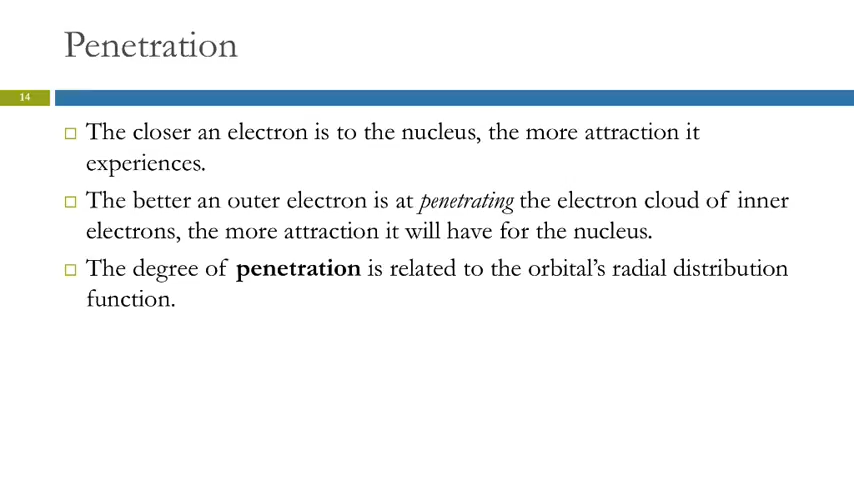 Penetration
14
The closer an electron is to the nucleus, the more attraction it
experiences.
The better an outer electron is at penetrating the electron cloud of inner
electrons, the more attraction it will have for the nucleus.
The degree of penetration is related to the orbital’s radial distribution
function.